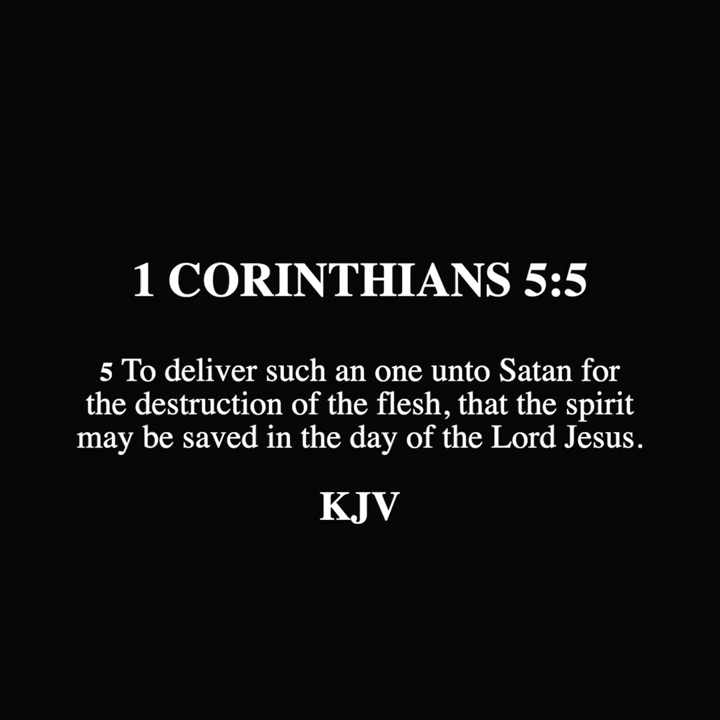 1 CORINTHIANS 5:5
5 To deliver such an one unto Satan for
the destruction of the flesh, that the spirit
may be saved in the day of the Lord Jesus.
KJV